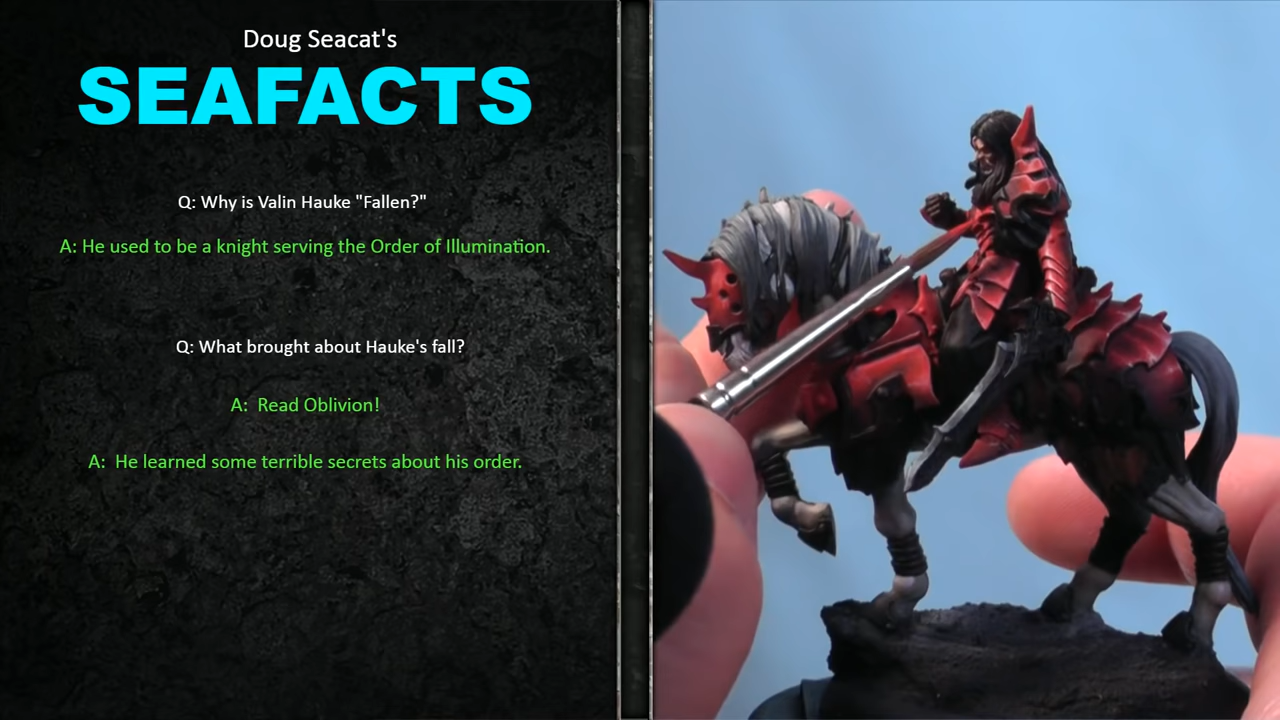 Doug Seacat's
SEAFACTS
Q: Why is Valin Hauke "Fallen?"
A: He used to be a knight serving the Order of Illumination.
Q: What brought about Hauke's fall?
A: Read Oblivion!
A: He learned some terrible secrets about his order.